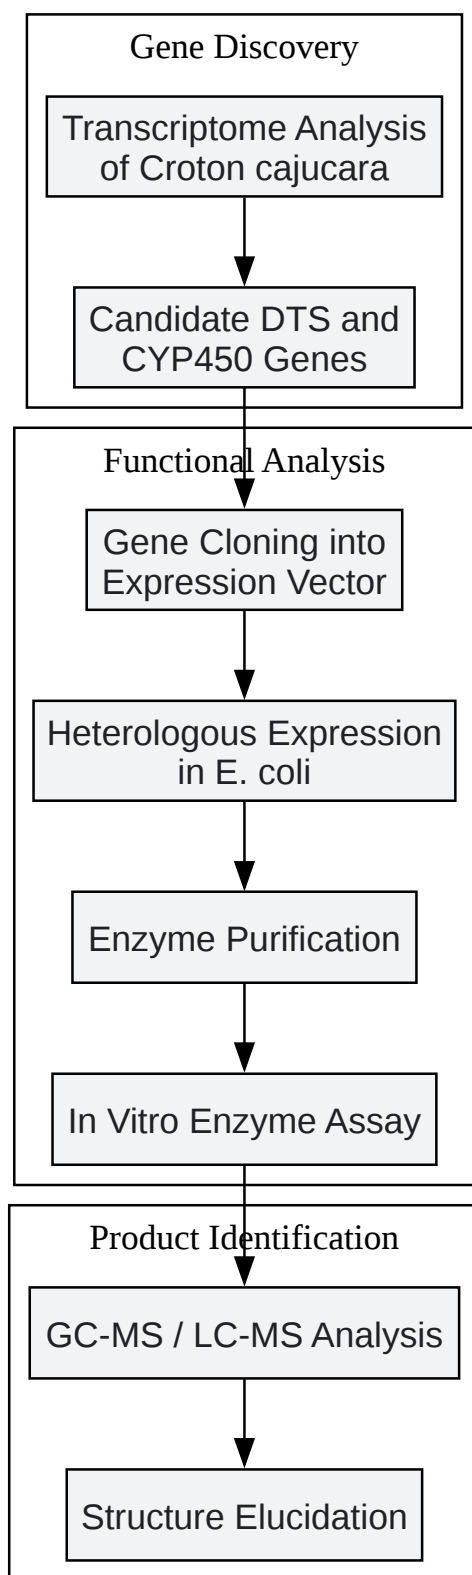 Gene Discovery
Transcriptome Analysis
of Croton cajucara
Candidate DTS and
CYP450 Genes
Functional Analysis
Gene Cloning into
Expression Vector
Heterologous Expression
in E. coli
Enzyme Purification
In Vitro Enzyme Assay
Product Identification
GC-MS / LC-MS Analysis
Structure Elucidation